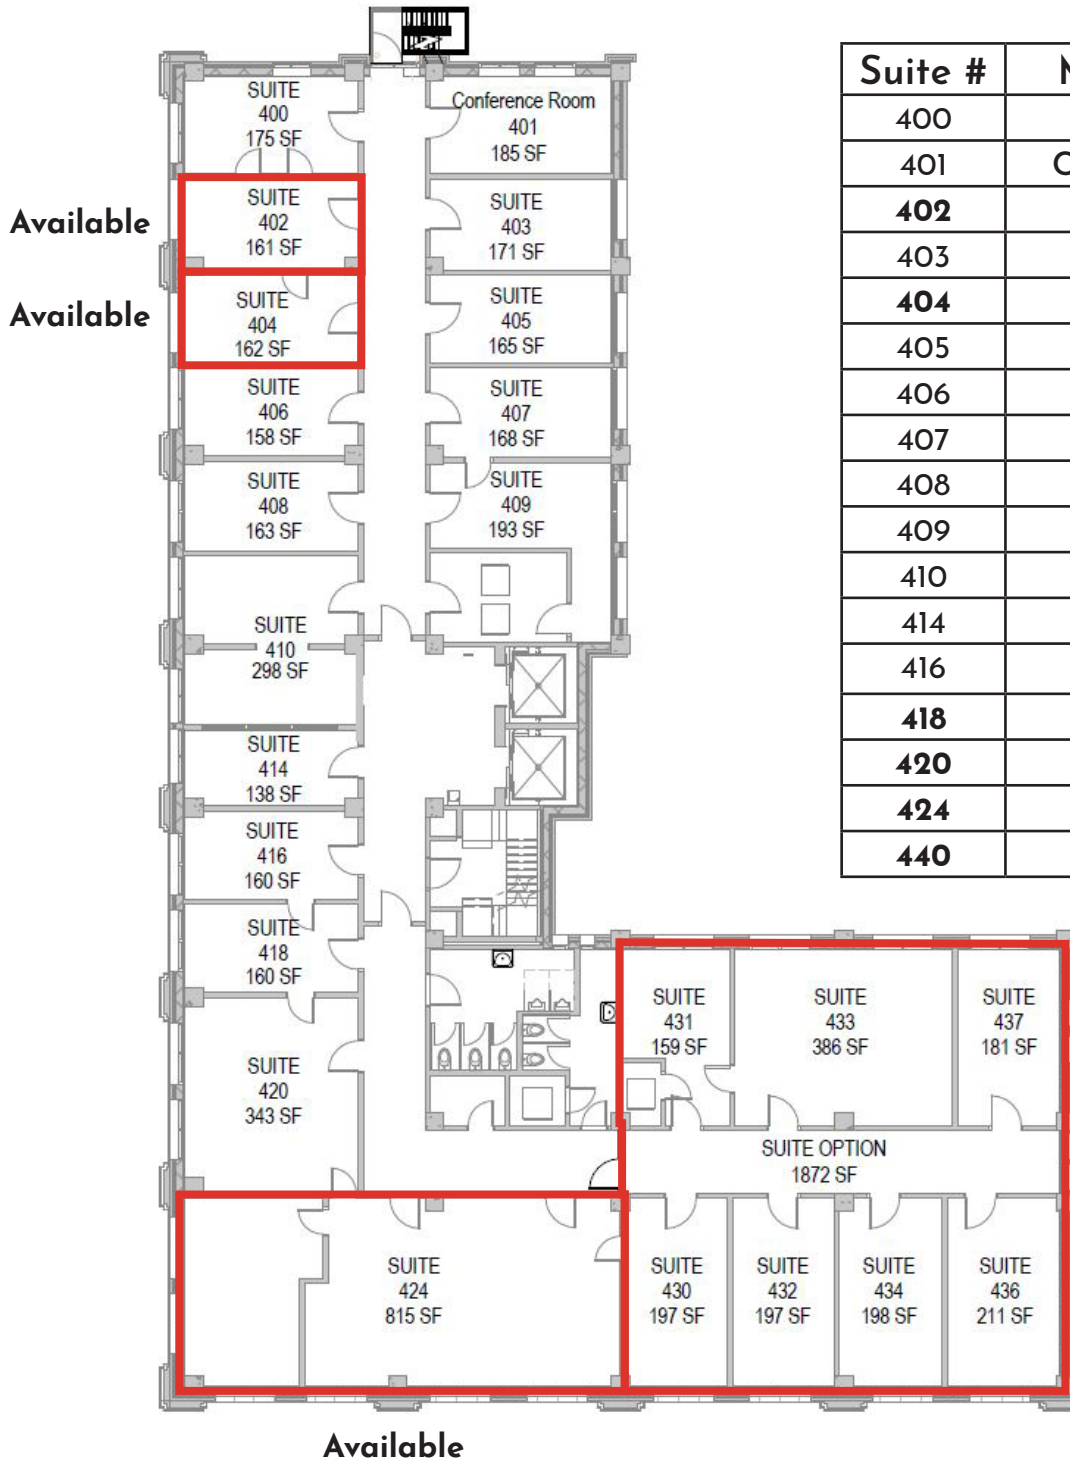 SUITE
400
175 SF
Conference Room
401
185 SF
Available
SUITE
402
161 SF
SUITE
403
171 SF
Available
SUITE
404
162 SF
SUITE
405
165 SF
SUITE
406
158 SF
SUITE
407
168 SF
SUITE
408
163 SF
SUITE
409
193 SF
SUITE
410
298 SF
SUITE
414
138 SF
SUITE
416
160 SF
SUITE
418
160 SF
SUITE
420
343 SF
SUITE
431
159 SF
SUITE
433
386 SF
SUITE
437
181 SF
SUITE OPTION
1872 SF
SUITE
424
815 SF
SUITE
430
197 SF
SUITE
432
197 SF
SUITE
434
198 SF
SUITE
436
211 SF
Available
Suite #
400
401
402
403
404
405
406
407
408
409
410
414
416
418
420
424
440